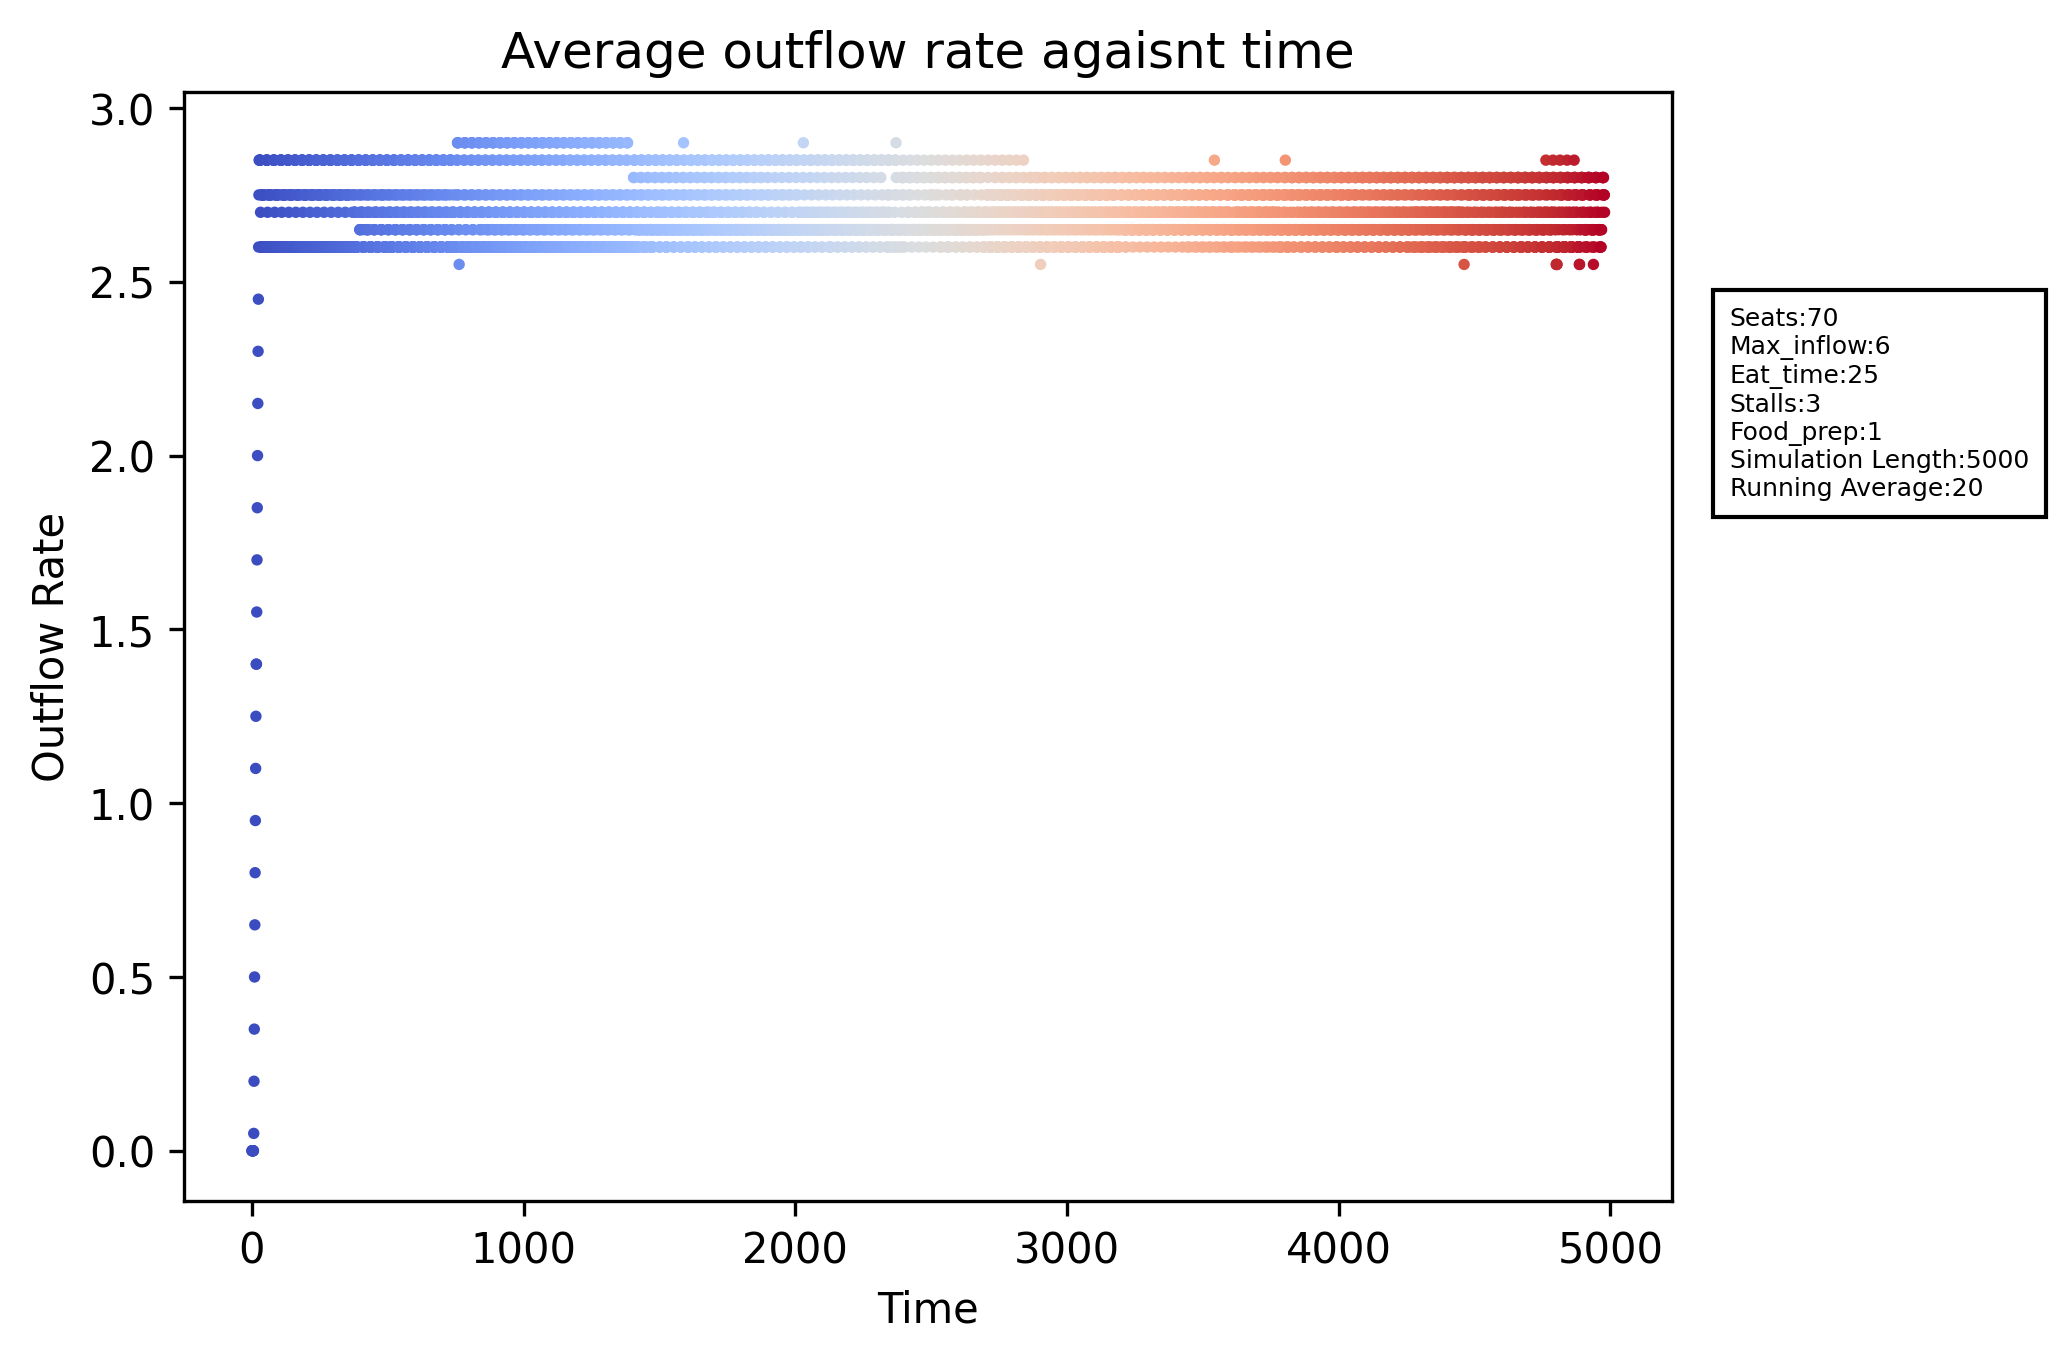 Average outflow rate agaisnt time
3.0
2.5
2.0
1.5
1.0
0.5
0.0
Outflow Rate
0 1000 2000 3000 4000 5000
Time
Seats:70
Max_inflow:6
Eat_time:25
Stalls:3
Food_prep:1
Simulation Length:5000
Running Average:20